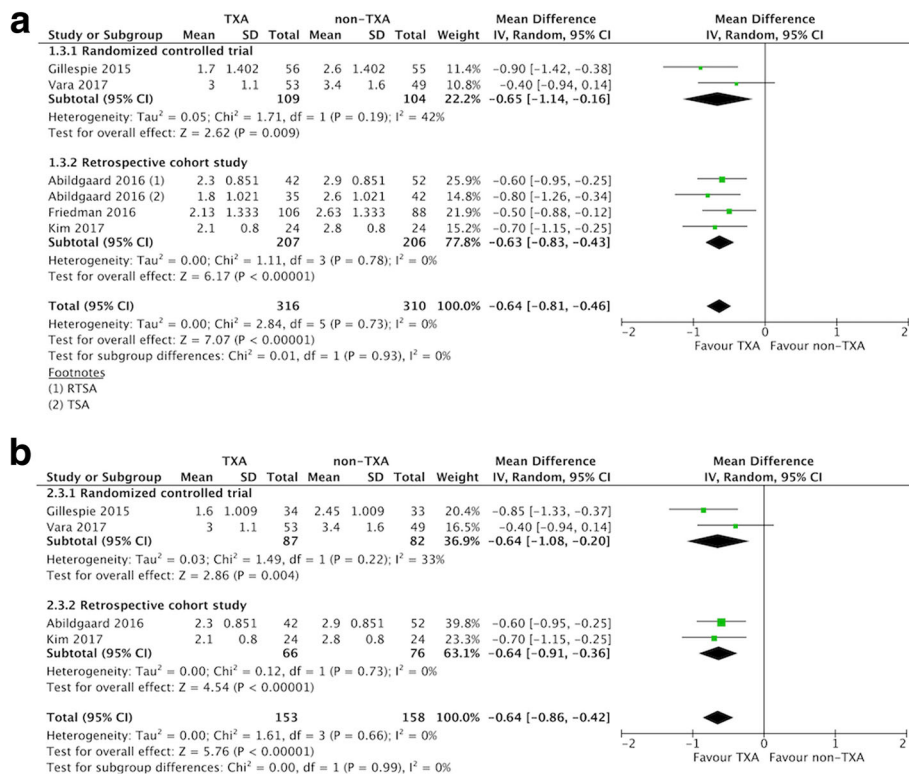 a
TXA non-TXA Mean Difference Mean Difference
Study or Subgroup Mean SD Total Mean SD Total Weight IV, Random, 95% CI IV, Random, 95% CI
1.3.1 Randomized controlled trial
Gillespie 2015 1.7 1.402 56 2.6 1.402 55 11.4% −0.90 [−1.42, −0.38]
Vara 2017 3 1.1 53 3.4 1.6 49 10.8% −0.40 [−0.94, 0.14]
Subtotal (95% CI) 109 104 22.2% −0.65 [−1.14, −0.16]
Heterogeneity: Tau² = 0.05; Chi² = 1.71, df = 1 (P = 0.19); I² = 42%
Test for overall effect: Z = 2.62 (P = 0.009)
1.3.2 Retrospective cohort study
Abildgaard 2016 (1) 2.3 0.851 42 2.9 0.851 52 25.9% −0.60 [−0.95, −0.25]
Abildgaard 2016 (2) 1.8 1.021 35 2.6 1.021 42 14.8% −0.80 [−1.26, −0.34]
Friedman 2016 2.13 1.333 106 2.63 1.333 88 21.9% −0.50 [−0.88, −0.12]
Kim 2017 2.1 0.8 24 2.8 0.8 24 15.2% −0.70 [−1.15, −0.25]
Subtotal (95% CI) 207 206 77.8% −0.63 [−0.83, −0.43]
Heterogeneity: Tau² = 0.00; Chi² = 1.11, df = 3 (P = 0.78); I² = 0%
Test for overall effect: Z = 6.17 (P < 0.00001)
Total (95% CI) 316 310 100.0% −0.64 [−0.81, −0.46]
Heterogeneity: Tau² = 0.00; Chi² = 2.84, df = 5 (P = 0.73); I² = 0%
Test for overall effect: Z = 7.07 (P < 0.00001)
Test for subgroup differences: Chi² = 0.01, df = 1 (P = 0.93), I² = 0%
−2 −1 0 1 2
Favour TXA Favour non-TXA
Footnotes
(1) RTSA
(2) TSA
b
TXA non-TXA Mean Difference Mean Difference
Study or Subgroup Mean SD Total Mean SD Total Weight IV, Random, 95% CI IV, Random, 95% CI
2.3.1 Randomized controlled trial
Gillespie 2015 1.6 1.009 34 2.45 1.009 33 20.4% −0.85 [−1.33, −0.37]
Vara 2017 3 1.1 53 3.4 1.6 49 16.5% −0.40 [−0.94, 0.14]
Subtotal (95% CI) 87 82 36.9% −0.64 [−1.08, −0.20]
Heterogeneity: Tau² = 0.03; Chi² = 1.49, df = 1 (P = 0.22); I² = 33%
Test for overall effect: Z = 2.86 (P = 0.004)
2.3.2 Retrospective cohort study
Abildgaard 2016 2.3 0.851 42 2.9 0.851 52 39.8% −0.60 [−0.95, −0.25]
Kim 2017 2.1 0.8 24 2.8 0.8 24 23.3% −0.70 [−1.15, −0.25]
Subtotal (95% CI) 66 76 63.1% −0.64 [−0.91, −0.36]
Heterogeneity: Tau² = 0.00; Chi² = 0.12, df = 1 (P = 0.73); I² = 0%
Test for overall effect: Z = 4.54 (P < 0.00001)
Total (95% CI) 153 158 100.0% −0.64 [−0.86, −0.42]
Heterogeneity: Tau² = 0.00; Chi² = 1.61, df = 3 (P = 0.66); I² = 0%
Test for overall effect: Z = 5.76 (P < 0.00001)
Test for subgroup differences: Chi² = 0.00, df = 1 (P = 0.99), I² = 0%
−2 −1 0 1 2
Favour TXA Favour non-TXA